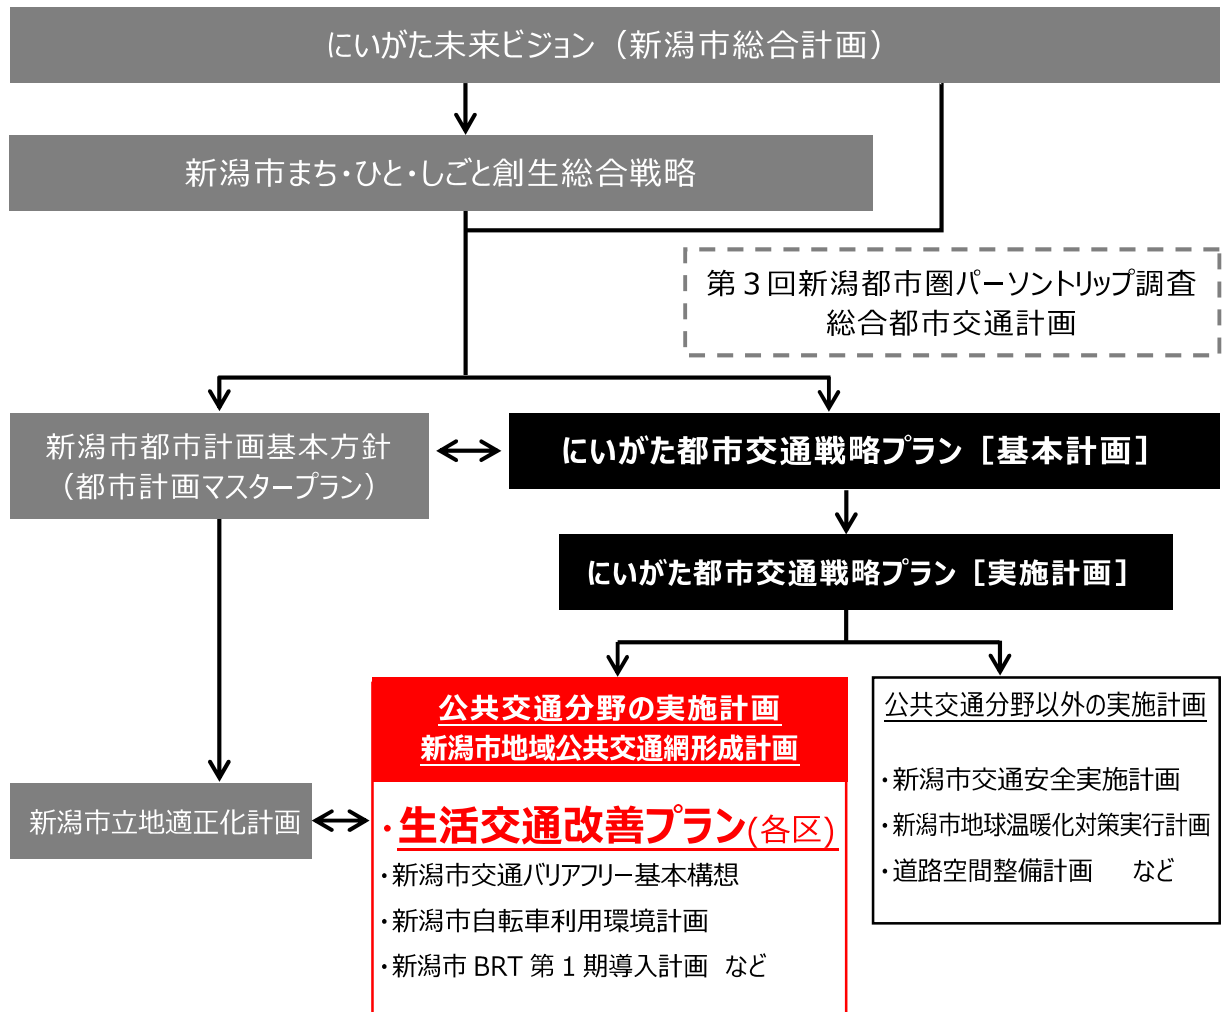 にいがた未来ビジョン（新潟市総合計画）
新潟市まち・ひと・しごと創生総合戦略
第３回新潟都市圏パーソントリップ調査
総合都市交通計画
新潟市都市計画基本方針
（都市計画マスタープラン）
にいがた都市交通戦略プラン［基本計画］
にいがた都市交通戦略プラン［実施計画］
公共交通分野の実施計画
新潟市地域公共交通網形成計画
・生活交通改善プラン(各区)
・新潟市交通バリアフリー基本構想
・新潟市自転車利用環境計画
・新潟市 BRT 第１期導入計画 など
公共交通分野以外の実施計画
・新潟市交通安全実施計画
・新潟市地球温暖化対策実行計画
・道路空間整備計画 など
新潟市立地適正化計画